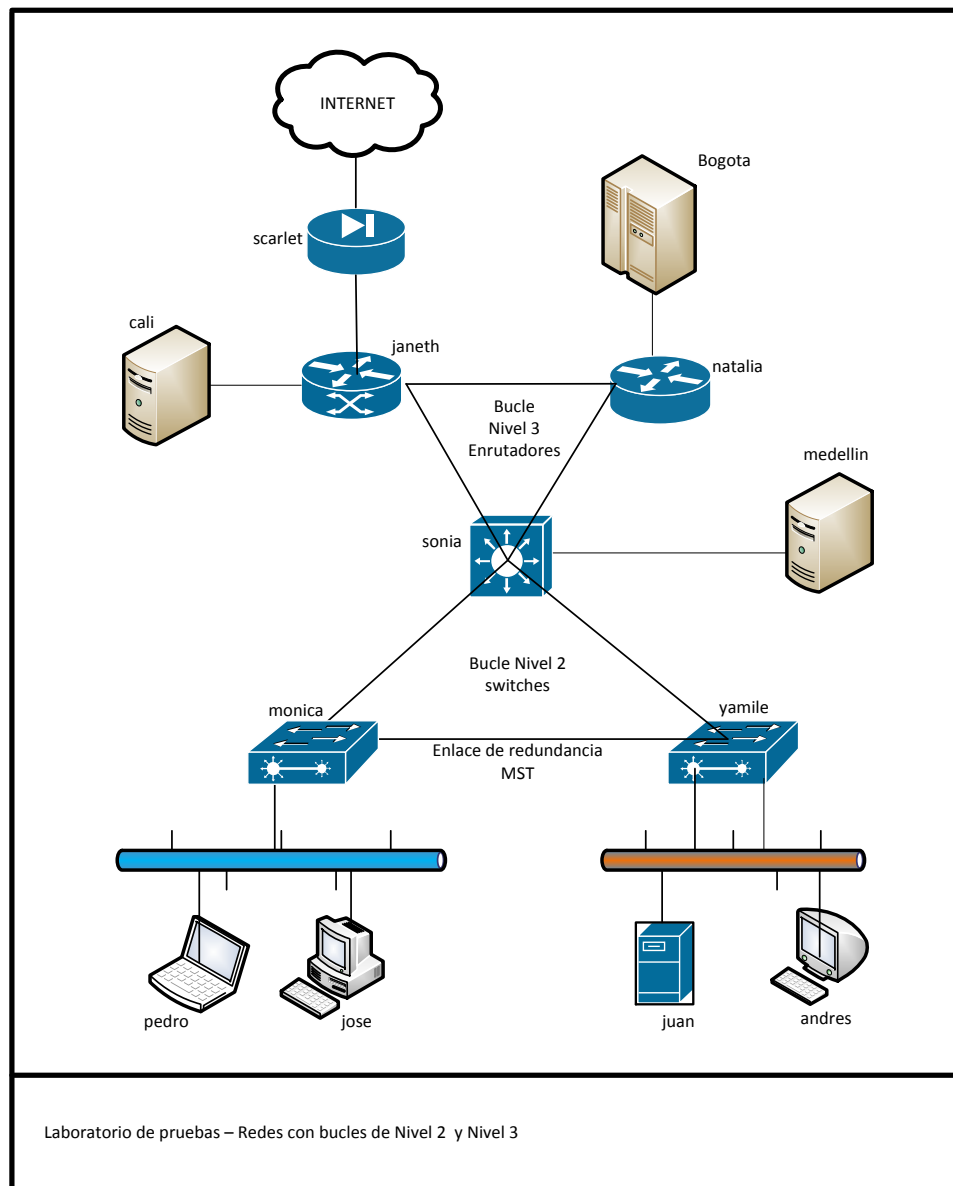 INTERNET
Bogota
scarlet
cali
janeth
natalia
Bucle
Nivel 3
Enrutadores
medellin
sonia
Bucle Nivel 2
switches
monica
yamile
Enlace de redundancia
MST
pedro
jose
juan
andres
Laboratorio de pruebas – Redes con bucles de Nivel 2  y Nivel 3